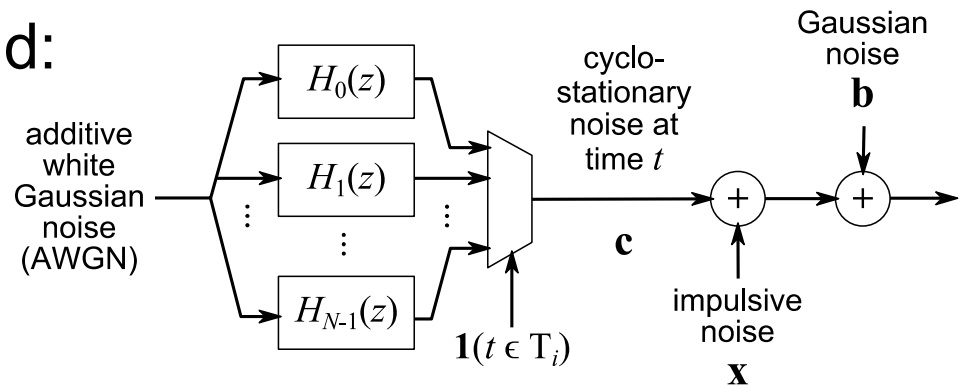 d:
additive
white
Gaussian
noise
(AWGN)
H₀(z)
H₁(z)
⋮
⋮
⋮
H_{N-1}(z)
1(t ϵ Tᵢ)
cyclo-
stationary
noise at
time t
c
+
impulsive
noise
x
Gaussian
noise
b
+